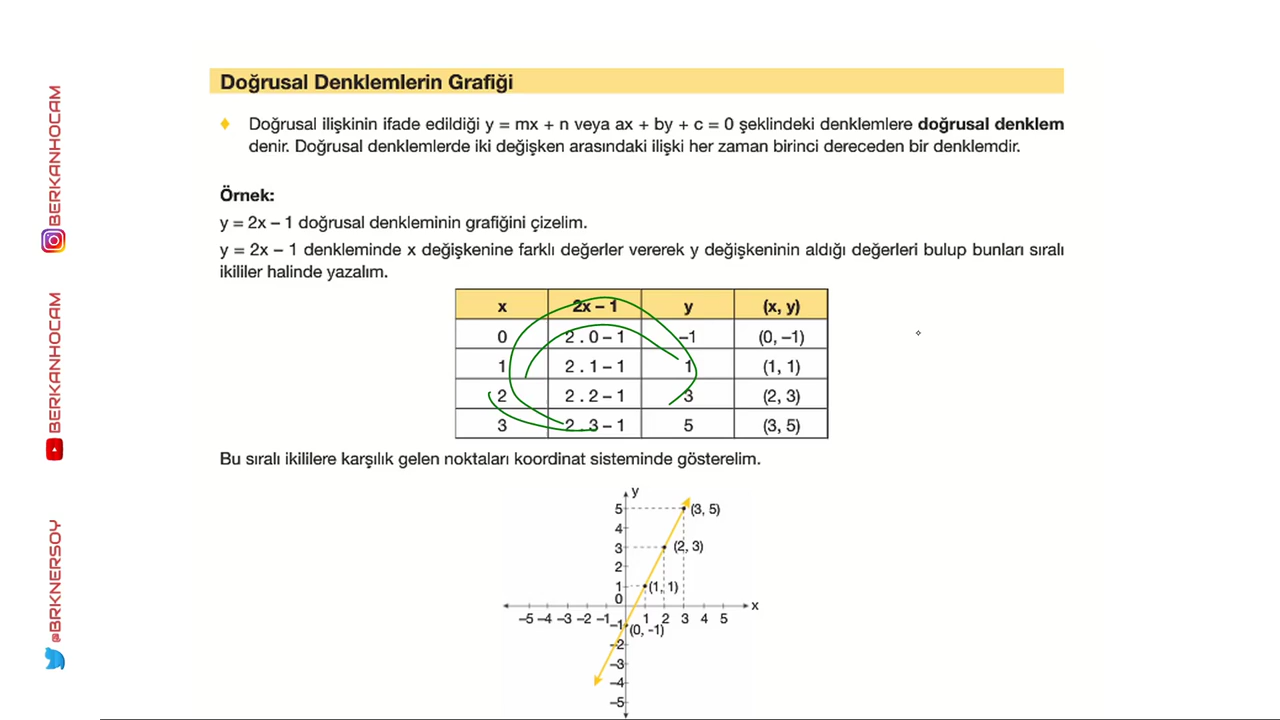 Doğrusal Denklemlerin Grafiği
♦ Doğrusal ilişkinin ifade edildiği y = mx + n veya ax + by + c = 0 şeklindeki denklemlere doğrusal denklem
denir. Doğrusal denklemlerde iki değişken arasındaki ilişki her zaman birinci dereceden bir denklemdir.
Örnek:
y = 2x – 1 doğrusal denkleminin grafiğini çizelim.
y = 2x – 1 denkleminde x değişkenine farklı değerler vererek y değişkeninin aldığı değerleri bulup bunları sıralı
ikililer halinde yazalım.
x 2x – 1 y (x, y)
0 2 . 0 – 1 –1 (0, –1)
1 2 . 1 – 1 1 (1, 1)
2 2 . 2 – 1 3 (2, 3)
3 2 . 3 – 1 5 (3, 5)
Bu sıralı ikililere karşılık gelen noktaları koordinat sisteminde gösterelim.
y
5 (3, 5)
4
3 (2, 3)
2
1 (1, 1)
0
x
–5 –4 –3 –2 –1 1 2 3 4 5
–1 (0, -1)
–2
–3
–4
–5
BERKANHOCAM
BERKANHOCAM
@BRKNERSOY